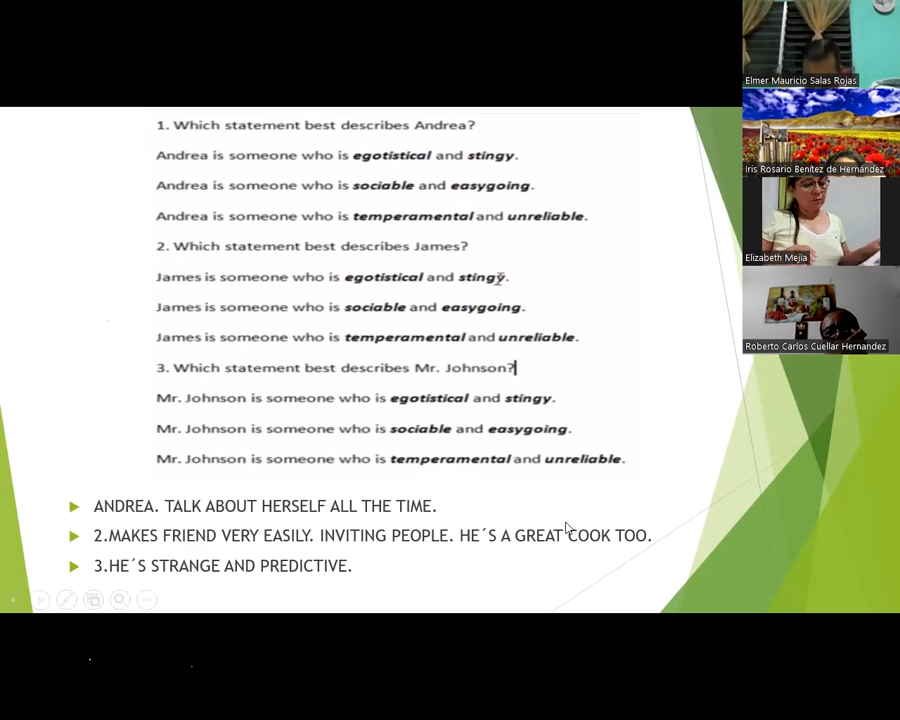 1. Which statement best describes Andrea?
Andrea is someone who is egotistical and stingy.
Andrea is someone who is sociable and easygoing.
Andrea is someone who is temperamental and unreliable.
2. Which statement best describes James?
James is someone who is egotistical and stingy.
James is someone who is sociable and easygoing.
James is someone who is temperamental and unreliable.
3. Which statement best describes Mr. Johnson?
Mr. Johnson is someone who is egotistical and stingy.
Mr. Johnson is someone who is sociable and easygoing.
Mr. Johnson is someone who is temperamental and unreliable.
ANDREA. TALK ABOUT HERSELF ALL THE TIME.
2.MAKES FRIEND VERY EASILY. INVITING PEOPLE. HE´S A GREAT COOK TOO.
3.HE´S STRANGE AND PREDICTIVE.
Elmer Mauricio Salas Rojas
Iris Rosario Benítez de Hernández
Elizabeth Mejia
Roberto Carlos Cuellar Hernandez